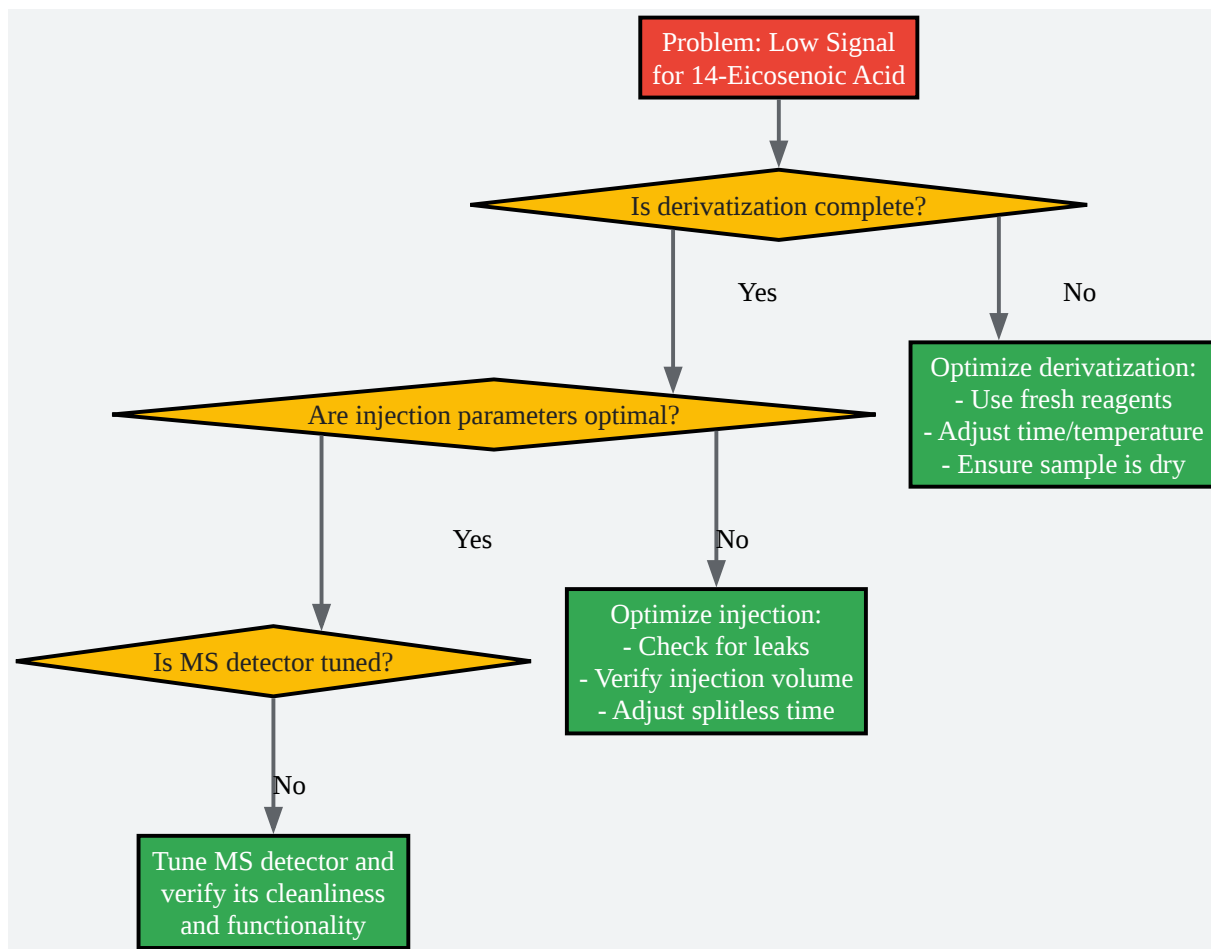 Problem: Low Signal
for 14-Eicosenoic Acid
Is derivatization complete?
Yes
No
Optimize derivatization:
- Use fresh reagents
- Adjust time/temperature
- Ensure sample is dry
Are injection parameters optimal?
Yes
No
Optimize injection:
- Check for leaks
- Verify injection volume
- Adjust splitless time
Is MS detector tuned?
No
Tune MS detector and
verify its cleanliness
and functionality